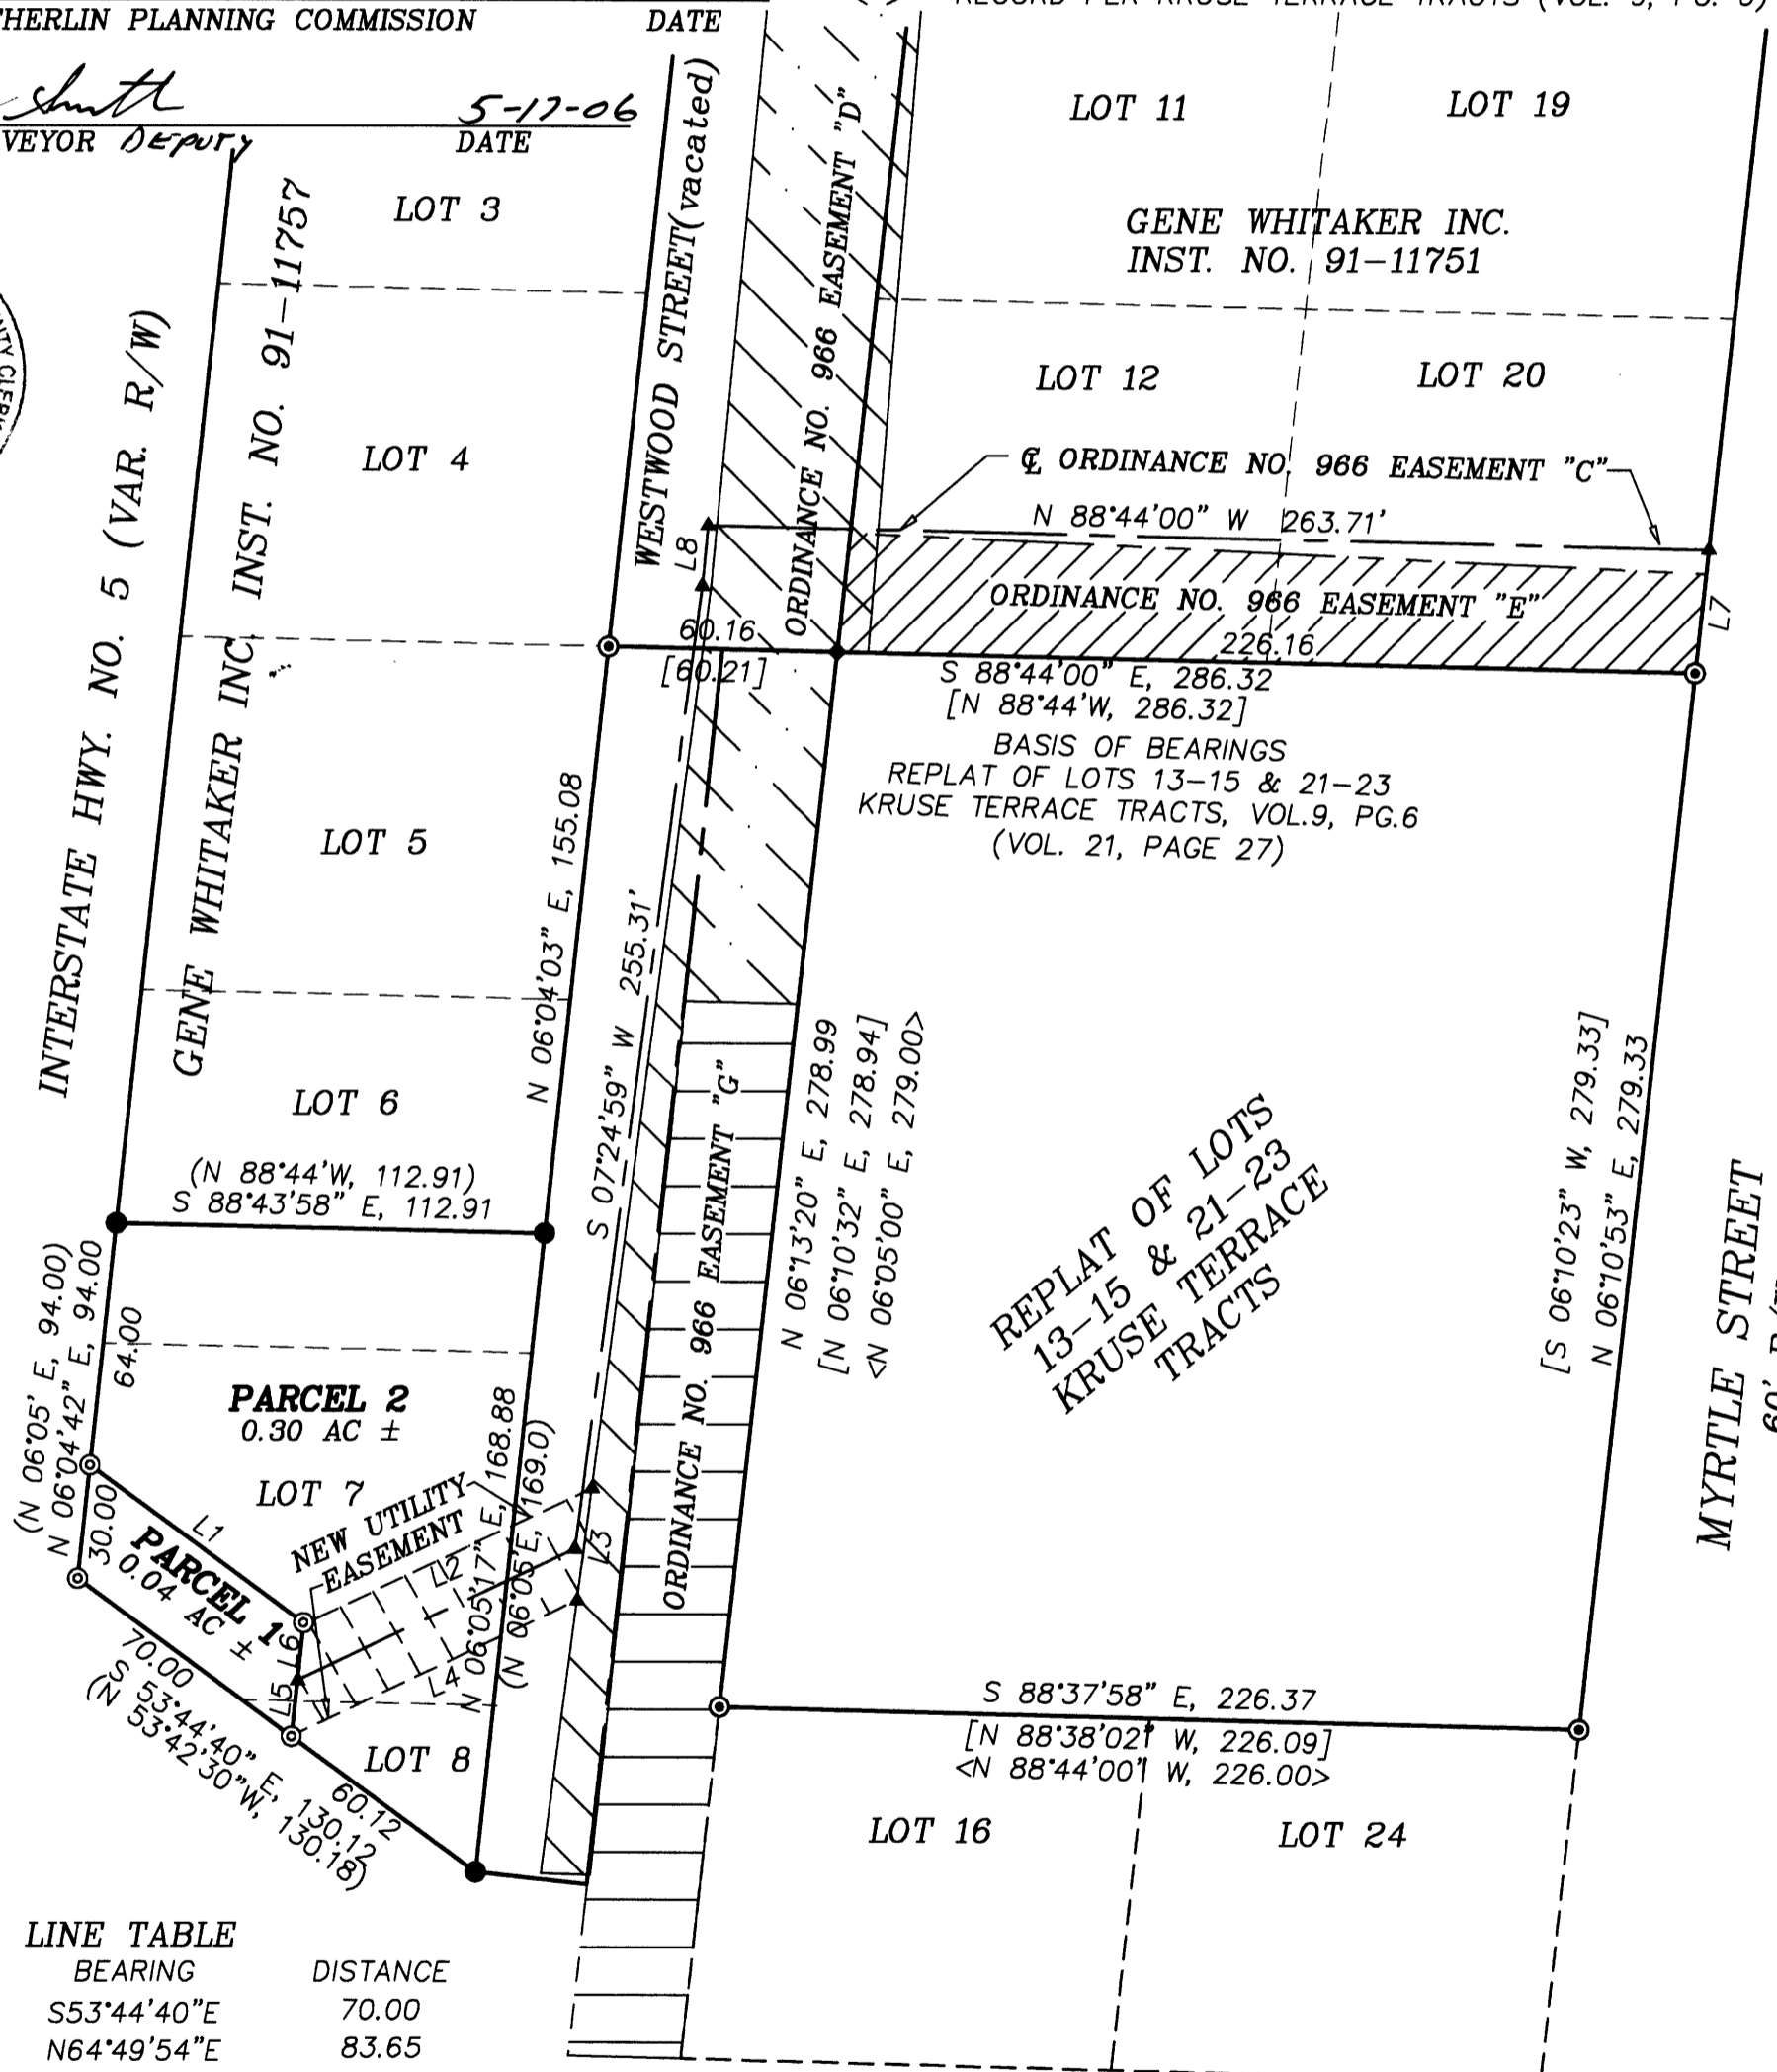 THERLIN PLANNING COMMISSION
DATE
RECORD PER KRUSE TERRACE TRACTS (VOL. 9, PG. 6)
Smith
5-17-06
VEYOR DEPUTY
DATE
LOT 3
LOT 11
LOT 19
GENE WHITAKER INC.
INST. NO. 91-11751
WESTWOOD STREET(vacated)
ORDINANCE NO. 966 EASEMENT "D"
INTERSTATE HWY. NO. 5 (VAR. R/W)
GENE WHITAKER INC. INST. NO. 91-11757
LOT 4
LOT 12
LOT 20
℄ ORDINANCE NO. 966 EASEMENT "C"
N 88°44'00" W 263.71'
L8
ORDINANCE NO. 966 EASEMENT "E"
L7
60.16
[60.21]
226.16
S 88°44'00" E, 286.32
[N 88°44'W, 286.32]
BASIS OF BEARINGS
REPLAT OF LOTS 13-15 & 21-23
KRUSE TERRACE TRACTS, VOL.9, PG.6
(VOL. 21, PAGE 27)
LOT 5
N 06°04'03" E, 155.08
S 07°24'59" W 255.31'
LOT 6
(N 88°44'W, 112.91)
S 88°43'58" E, 112.91
ORDINANCE NO. 966 EASEMENT "G"
N 06°13'20" E, 278.99
[N 06°10'32" E, 278.94]
<N 06°05'00" E, 279.00>
REPLAT OF LOTS
13-15 & 21-23
KRUSE TERRACE
TRACTS
[S 06°10'23" W, 279.33]
N 06°10'53" E, 279.33
MYRTLE STREET
(N 06°05' E, 94.00)
N 06°04'42" E, 94.00
64.00
30.00
PARCEL 2
0.30 AC ±
LOT 7
L1
PARCEL 1
0.04 AC ±
NEW UTILITY
EASEMENT
L2
L3
L4
L5
L6
N 06°05'17" E, 168.88
(N 06°05'E, 169.0)
70.00
S 53°44'40" E, 130.12
(N 53°42'30"W, 130.18)
60.12
LOT 8
S 88°37'58" E, 226.37
[N 88°38'02" W, 226.09]
<N 88°44'00" W, 226.00>
LOT 16
LOT 24
LINE TABLE
BEARING DISTANCE
S53°44'40"E 70.00
N64°49'54"E 83.65